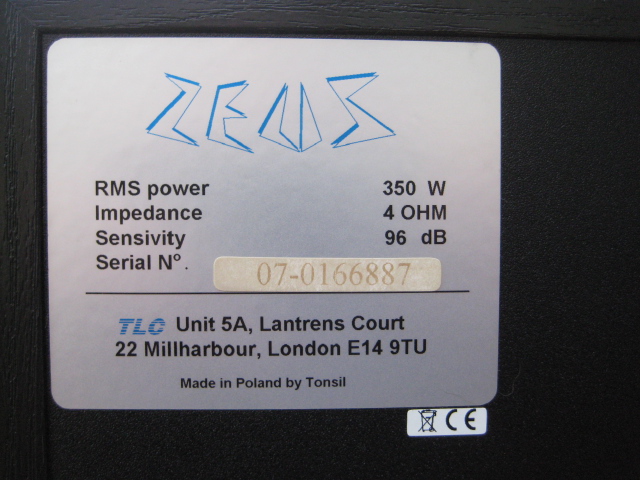 ZEUS
RMS power 350 W
Impedance 4 OHM
Sensivity 96 dB
Serial Nº. 07-0166887
TLC Unit 5A, Lantrens Court
22 Millharbour, London E14 9TU
Made in Poland by Tonsil
CE